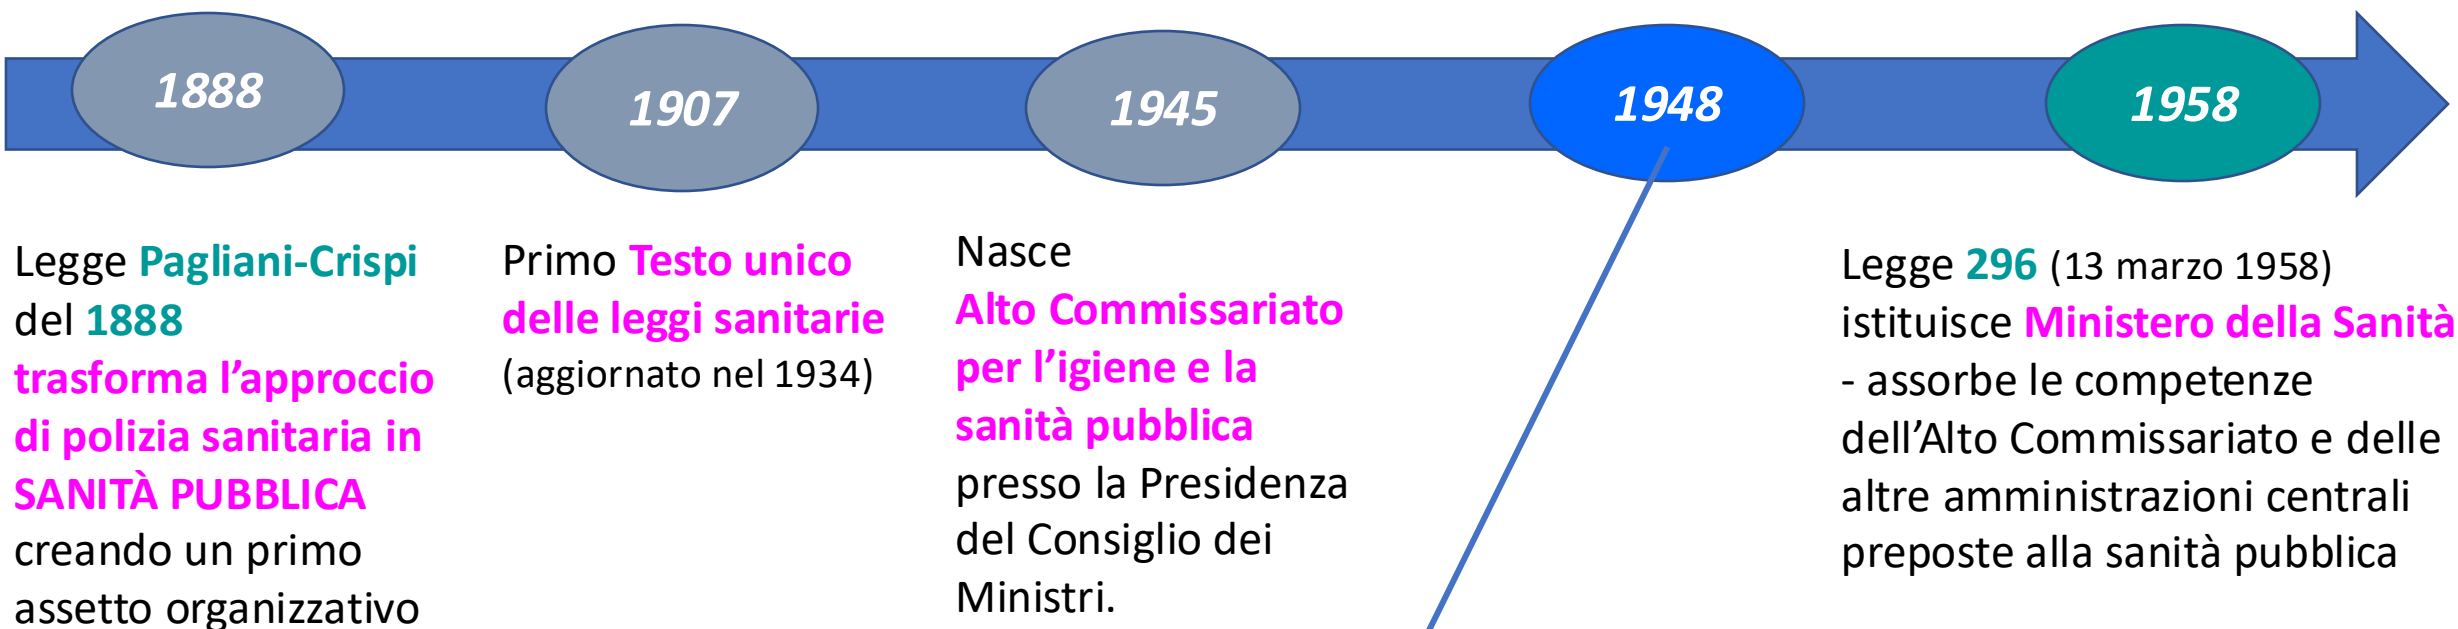 1888
1907
1945
1948
1958
Legge Pagliani-Crispi
del 1888
trasforma l’approccio
di polizia sanitaria in
SANITÀ PUBBLICA
creando un primo
assetto organizzativo
Primo Testo unico
delle leggi sanitarie
(aggiornato nel 1934)
Nasce
Alto Commissariato
per l’igiene e la
sanità pubblica
presso la Presidenza
del Consiglio dei
Ministri.
Legge 296 (13 marzo 1958)
istituisce Ministero della Sanità
- assorbe le competenze
dell’Alto Commissariato e delle
altre amministrazioni centrali
preposte alla sanità pubblica